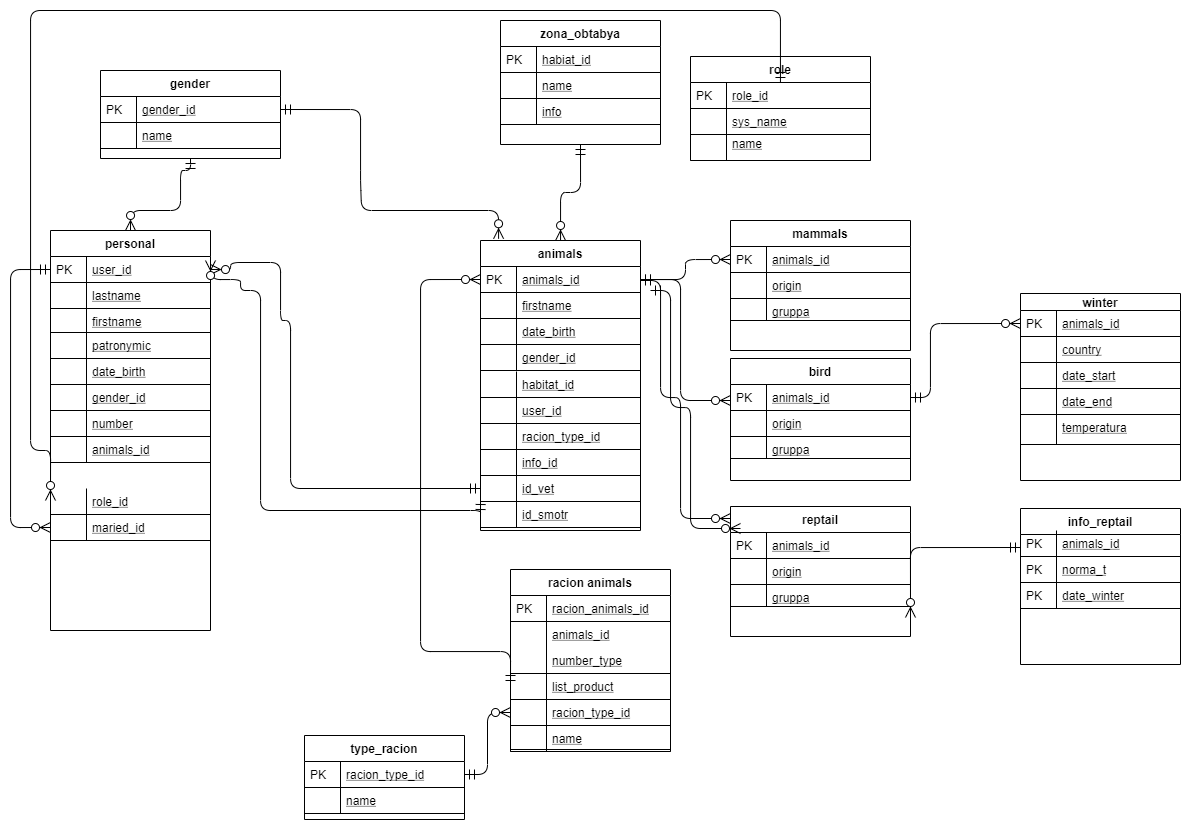 zona_obtabya
PK habiat_id
name
info
role
PK role_id
sys_name
name
gender
PK gender_id
name
personal
PK user_id
lastname
firstname
patronymic
date_birth
gender_id
number
animals_id
role_id
maried_id
animals
PK animals_id
firstname
date_birth
gender_id
habitat_id
user_id
racion_type_id
info_id
id_vet
id_smotr
mammals
PK animals_id
origin
gruppa
bird
PK animals_id
origin
gruppa
winter
PK animals_id
country
date_start
date_end
temperatura
reptail
PK animals_id
origin
gruppa
info_reptail
PK animals_id
PK norma_t
PK date_winter
racion animals
PK racion_animals_id
animals_id
number_type
list_product
racion_type_id
name
type_racion
PK racion_type_id
name